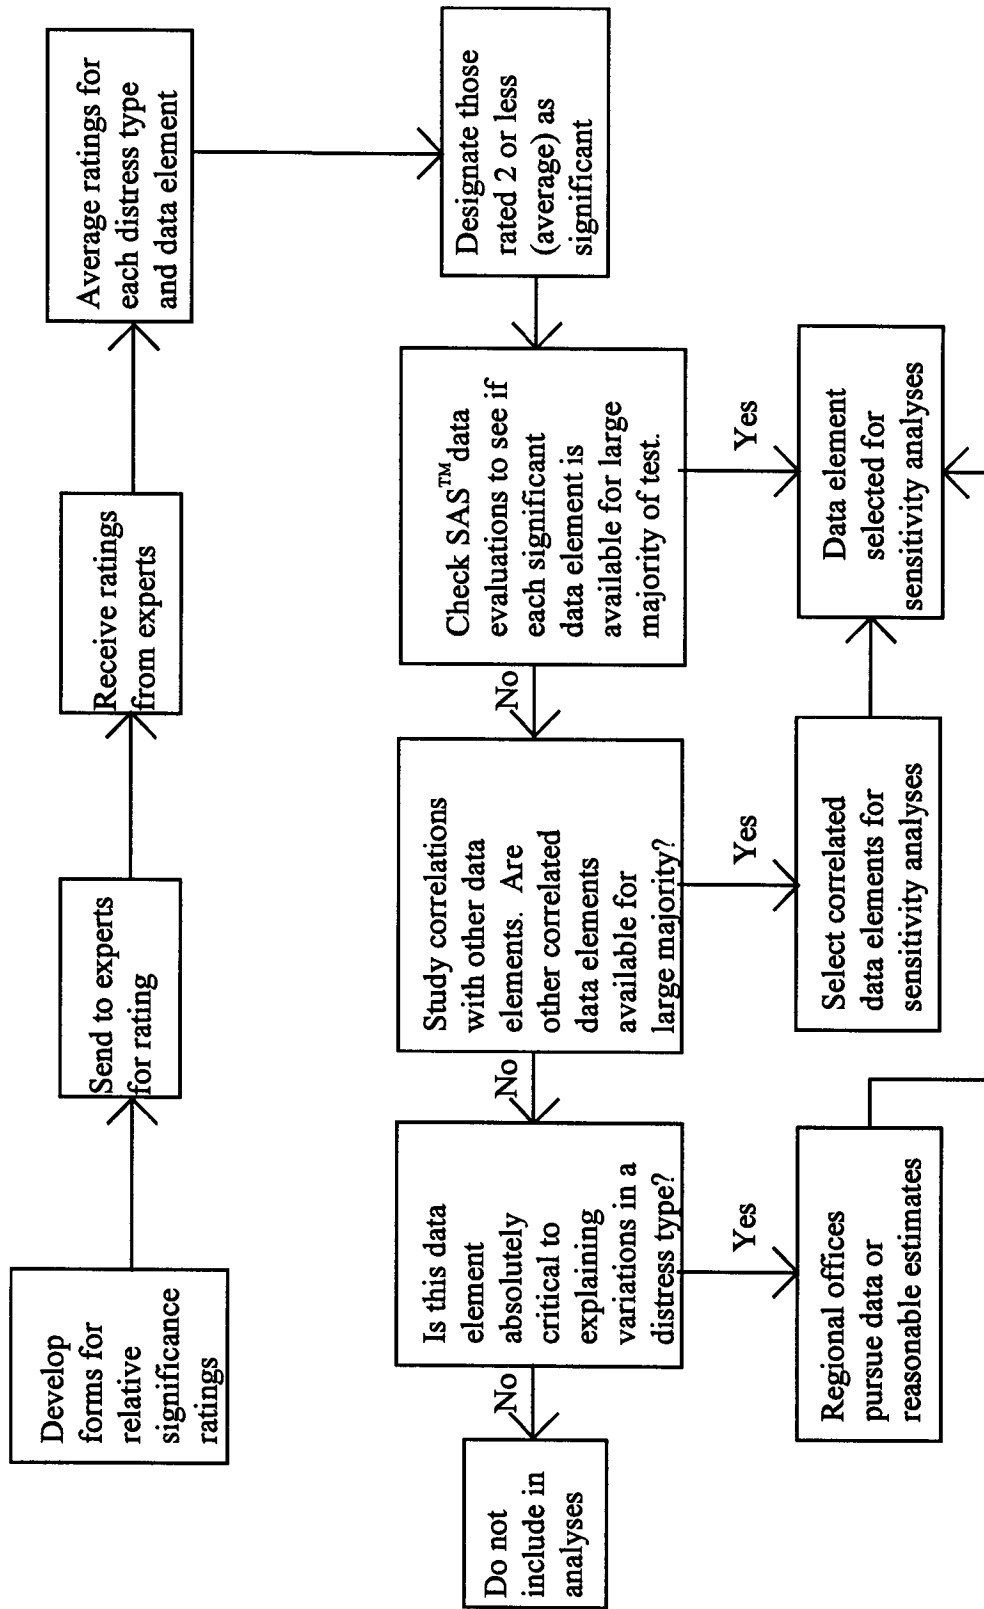 Develop
forms for
relative
significance
ratings
Send to experts
for rating
Receive ratings
from experts
Average ratings for
each distress type
and data element
Designate those
rated 2 or less
(average) as
significant
Check SAS™ data
evaluations to see if
each significant
data element is
available for large
majority of test.
No
Yes
Study correlations
with other data
elements. Are
other correlated
data elements
available for
large majority?
No
Yes
Is this data
element
absolutely
critical to
explaining
variations in a
distress type?
No
Yes
Do not
include in
analyses
Regional offices
pursue data or
reasonable estimates
Select correlated
data elements for
sensitivity analyses
Data element
selected for
sensitivity analyses